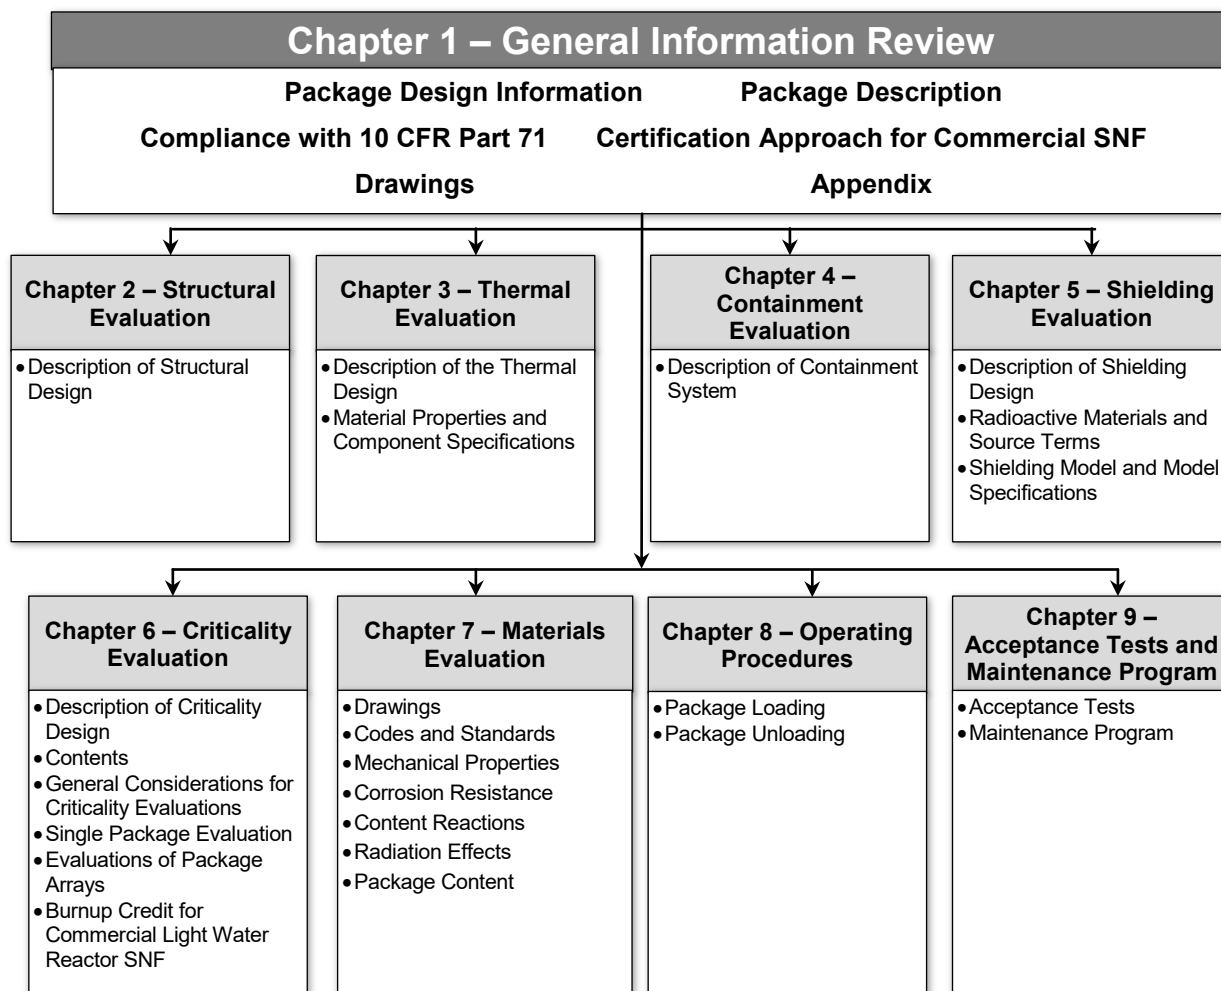 Chapter 1 – General Information Review
Package Design Information Package Description
Compliance with 10 CFR Part 71 Certification Approach for Commercial SNF
Drawings Appendix
Chapter 2 – Structural
Evaluation
• Description of Structural
Design
Chapter 3 – Thermal
Evaluation
• Description of the Thermal
Design
• Material Properties and
Component Specifications
Chapter 4 –
Containment
Evaluation
• Description of Containment
System
Chapter 5 – Shielding
Evaluation
• Description of Shielding
Design
• Radioactive Materials and
Source Terms
• Shielding Model and Model
Specifications
Chapter 6 – Criticality
Evaluation
• Description of Criticality
Design
• Contents
• General Considerations for
Criticality Evaluations
• Single Package Evaluation
• Evaluations of Package
Arrays
• Burnup Credit for
Commercial Light Water
Reactor SNF
Chapter 7 – Materials
Evaluation
• Drawings
• Codes and Standards
• Mechanical Properties
• Corrosion Resistance
• Content Reactions
• Radiation Effects
• Package Content
Chapter 8 – Operating
Procedures
• Package Loading
• Package Unloading
Chapter 9 –
Acceptance Tests and
Maintenance Program
• Acceptance Tests
• Maintenance Program